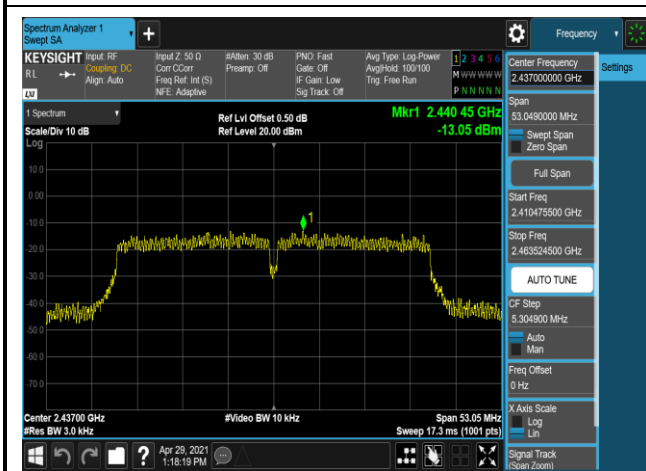 Spectrum Analyzer 1
Swept SA
+
Frequency
KEYSIGHT
RL
LXI
Input: RF
Coupling: DC
Align: Auto
Input Z: 50 Ω
Corr CCorr
Freq Ref: Int (S)
NFE: Adaptive
#Atten: 30 dB
Preamp: Off
PNO: Fast
Gate: Off
IF Gain: Low
Sig Track: Off
Avg Type: Log-Power
Avg|Hold: 100/100
Trig: Free Run
1 2 3 4 5 6
M W W W W W
P N N N N N
1 Spectrum
Scale/Div 10 dB
Log
Ref Lvl Offset 0.50 dB
Ref Level 20.00 dBm
Mkr1 2.440 45 GHz
-13.05 dBm
10.0
0.00
-10.0
-20.0
-30.0
-40.0
-50.0
-60.0
-70.0
1
Center 2.43700 GHz
#Res BW 3.0 kHz
#Video BW 10 kHz
Span 53.05 MHz
Sweep 17.3 ms (1001 pts)
Center Frequency
2.437000000 GHz
Settings
Span
53.0490000 MHz
Swept Span
Zero Span
Full Span
Start Freq
2.410475500 GHz
Stop Freq
2.463524500 GHz
AUTO TUNE
CF Step
5.304900 MHz
Auto
Man
Freq Offset
0 Hz
X Axis Scale
Log
Lin
Signal Track
(Span Zoom)
?
Apr 29, 2021
1:18:19 PM